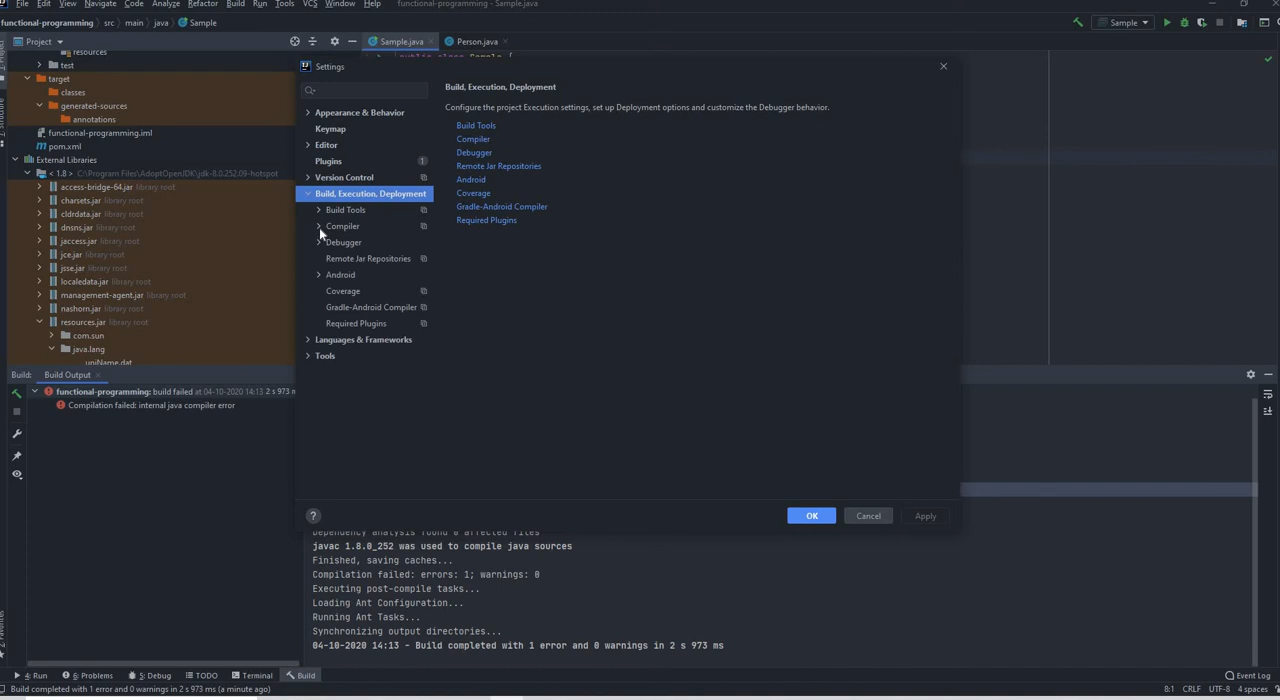 File Edit View Navigate Code Analyze Refactor Build Run Tools VCS Window Help functional-programming - Sample.java
functional-programming src main java Sample
Sample
Project
Sample.java
Person.java
resources
test
target
classes
generated-sources
annotations
functional-programming.iml
pom.xml
External Libraries
< 1.8 > C:\Program Files\AdoptOpenJDK\jdk-8.0.252.09-hotspot
access-bridge-64.jar library root
charsets.jar library root
cldrdata.jar library root
dnsns.jar library root
jaccess.jar library root
jce.jar library root
jsse.jar library root
localedata.jar library root
management-agent.jar library root
nashorn.jar library root
resources.jar library root
com.sun
java.lang
uniName.dat
public class Sample {
Settings
Appearance & Behavior
Keymap
Editor
Plugins 1
Version Control
Build, Execution, Deployment
Build Tools
Compiler
Debugger
Remote Jar Repositories
Android
Coverage
Gradle-Android Compiler
Required Plugins
Languages & Frameworks
Tools
Build, Execution, Deployment
Configure the project Execution settings, set up Deployment options and customize the Debugger behavior.
Build Tools
Compiler
Debugger
Remote Jar Repositories
Android
Coverage
Gradle-Android Compiler
Required Plugins
?
OK Cancel Apply
Build: Build Output
functional-programming: build failed at 04-10-2020 14:13 2 s 973 m
Compilation failed: internal java compiler error
Dependency analysis found 0 affected files
javac 1.8.0_252 was used to compile java sources
Finished, saving caches...
Compilation failed: errors: 1; warnings: 0
Executing post-compile tasks...
Loading Ant Configuration...
Running Ant Tasks...
Synchronizing output directories...
04-10-2020 14:13 - Build completed with 1 error and 0 warnings in 2 s 973 ms
4: Run 6: Problems 5: Debug TODO Terminal Build Event Log
Build completed with 1 error and 0 warnings in 2 s 973 ms (a minute ago) 8:1 CRLF UTF-8 4 spaces